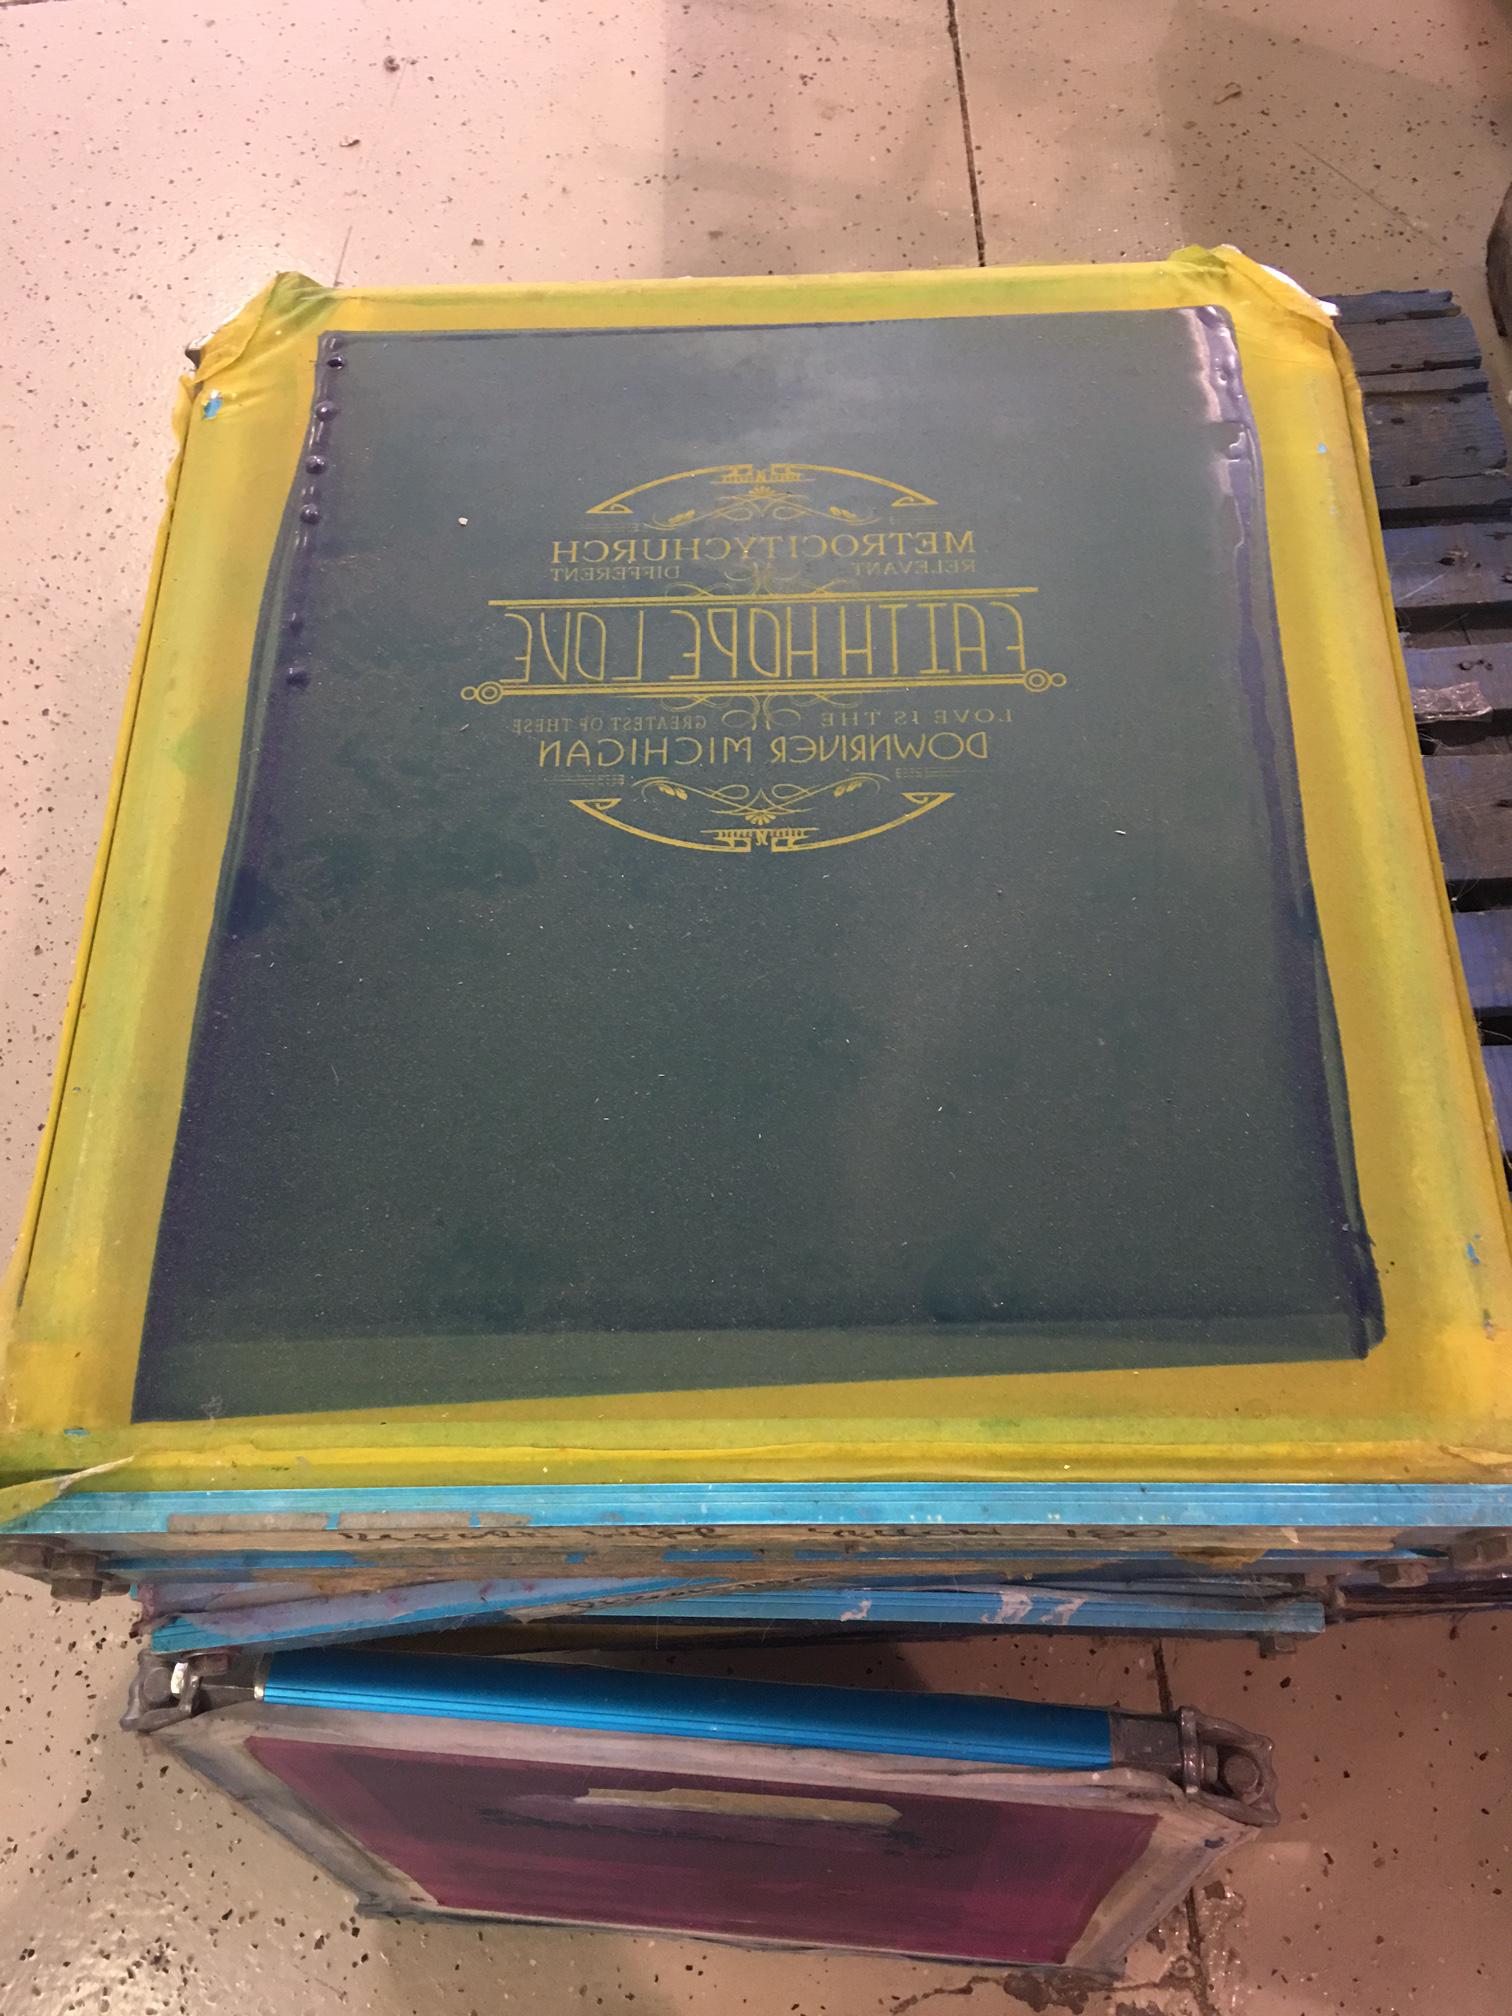 METROCITYCHURCH
RELEVANT DIFFERENT
FAITH HOPE LOVE
LOVE IS THE GREATEST OF THESE
DOWNRIVER MICHIGAN